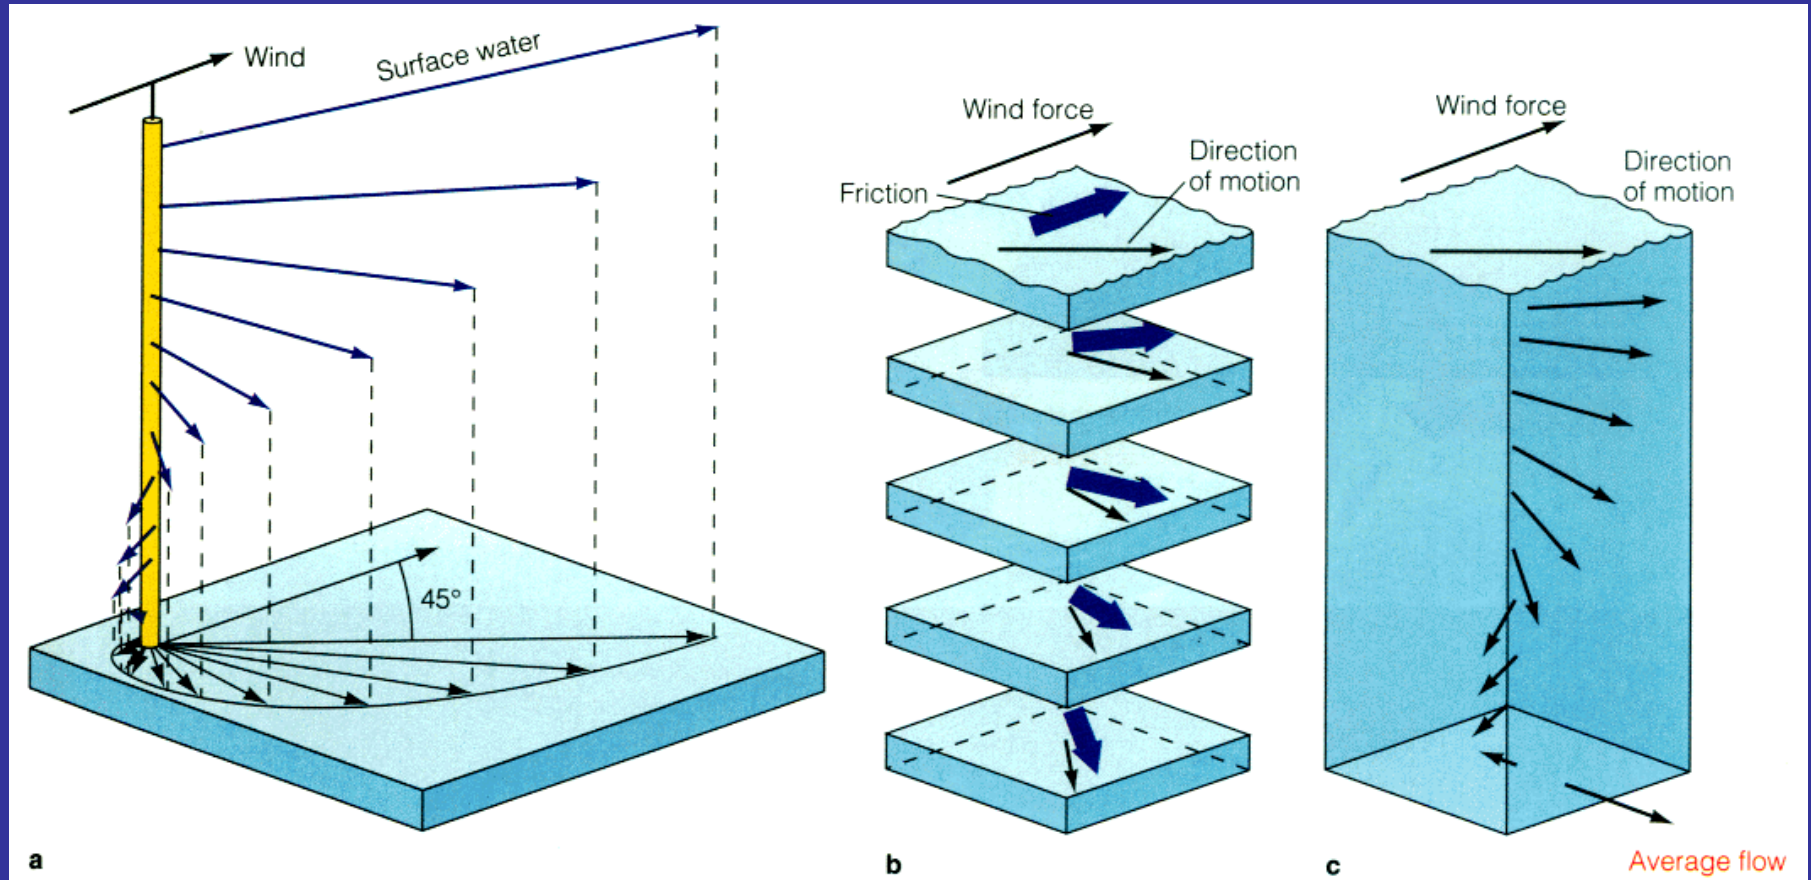 Wind
Surface water
45°
a
Wind force
Friction
Direction
of motion
b
Wind force
Direction
of motion
c
Average flow